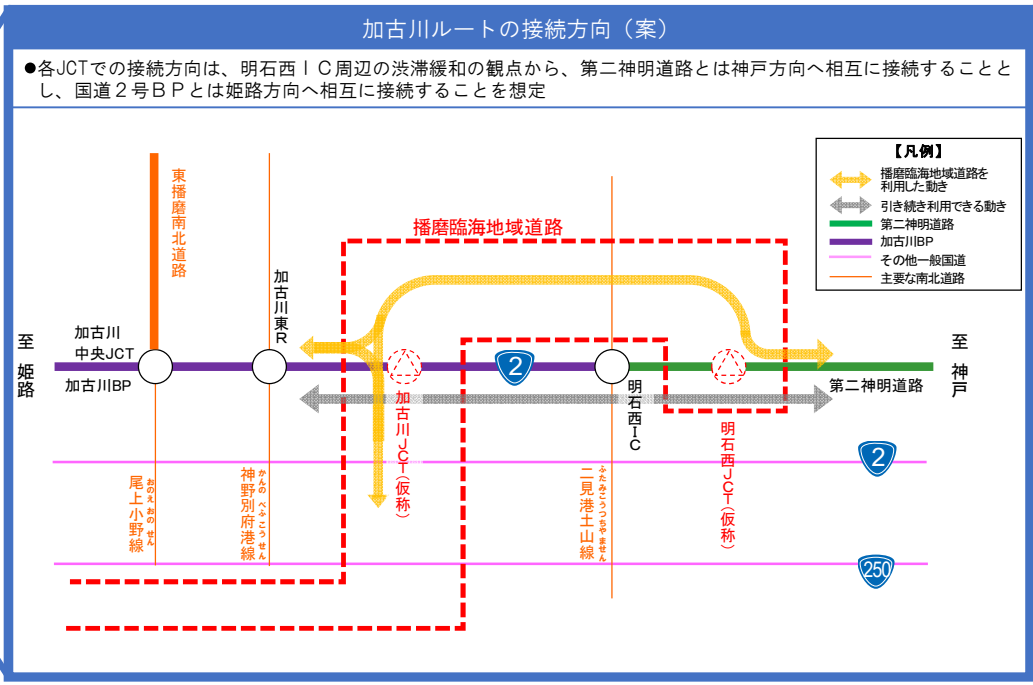 加古川ルートの接続方向（案）
●各JCTでの接続方向は、明石西ＩＣ周辺の渋滞緩和の観点から、第二神明道路とは神戸方向へ相互に接続することと
し、国道２号ＢＰとは姫路方向へ相互に接続することを想定
【凡例】
播磨臨海地域道路を
利用した動き
引き続き利用できる動き
第二神明道路
加古川BP
その他一般国道
主要な南北道路
東播磨南北道路
播磨臨海地域道路
加古川東R
至 姫路
加古川
中央JCT
加古川BP
2
明石西IC
第二神明道路
至 神戸
加古川JCT(仮称)
明石西JCT(仮称)
2
尾上小野線
おのえ おの せん
神野別府港線
かんの べふ こう せん
二見港土山線
ふたみこうつちやません
250